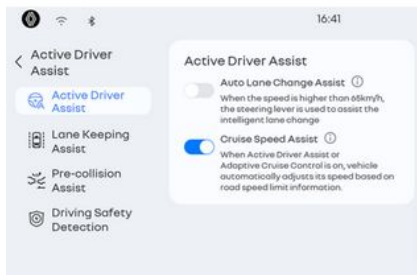 16:41
Active Driver
Assist
Active Driver
Assist
Lane Keeping
Assist
Pre-collision
Assist
Driving Safety
Detection
Active Driver Assist
Auto Lane Change Assist
When the speed is higher than 65km/h,
the steering lever is used to assist the
intelligent lane change
Cruise Speed Assist
When Active Driver Assist or
Adaptive Cruise Control is on, vehicle
automatically adjusts its speed based on
road speed limit information.